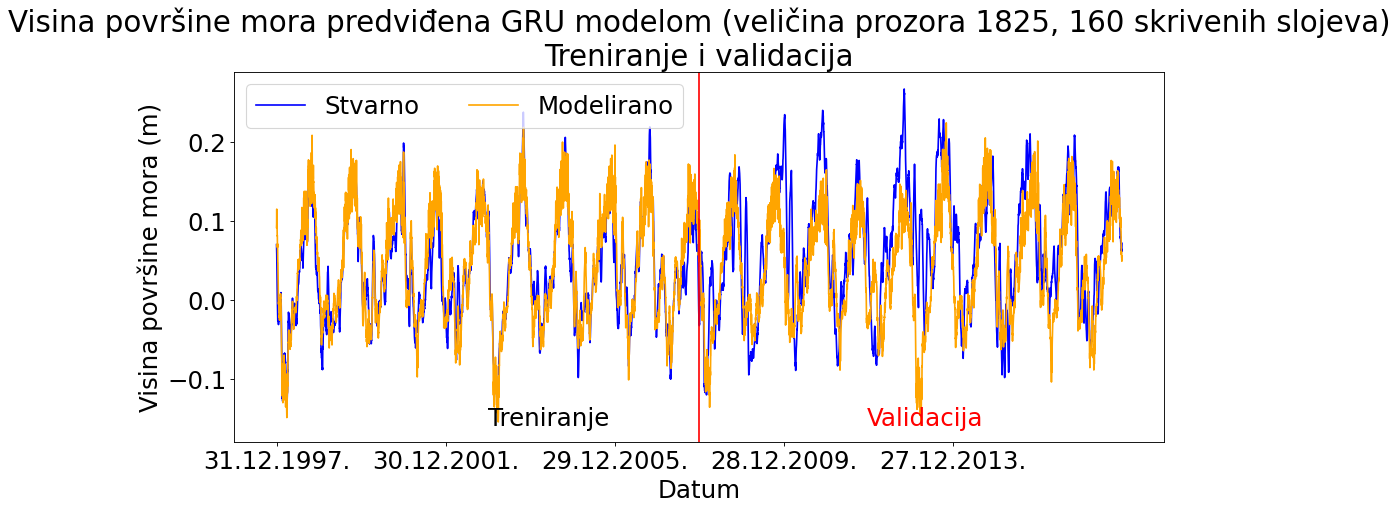 Visina površine mora predviđena GRU modelom (veličina prozora 1825, 160 skrivenih slojeva)
Treniranje i validacija
Stvarno Modelirano
Visina površine mora (m)
0.2
0.1
0.0
−0.1
Treniranje Validacija
31.12.1997. 30.12.2001. 29.12.2005. 28.12.2009. 27.12.2013.
Datum